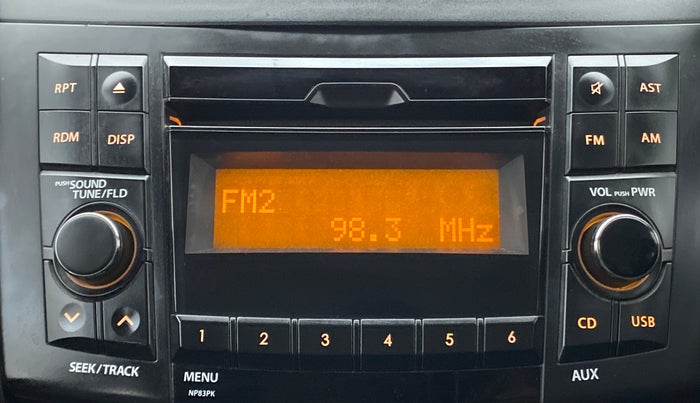 RPT
AST
RDM DISP
FM AM
PUSH SOUND
TUNE/FLD
VOL PUSH PWR
FM2
98.3 MHz
CD USB
1 2 3 4 5 6
SEEK/TRACK
MENU
AUX
NP83PK